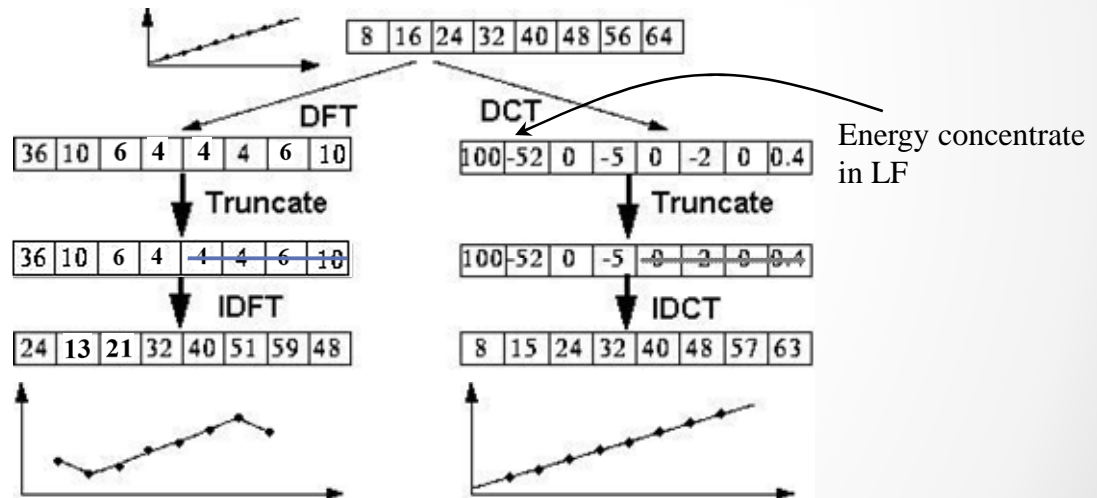 8 16 24 32 40 48 56 64
DFT DCT
Energy concentrate
in LF
36 10 6 4 4 4 6 10
100 -52 0 -5 0 -2 0 0.4
Truncate Truncate
36 10 6 4 4 4 6 10
100 -52 0 -5 0 2 0 0.4
IDFT IDCT
24 13 21 32 40 51 59 48
8 15 24 32 40 48 57 63